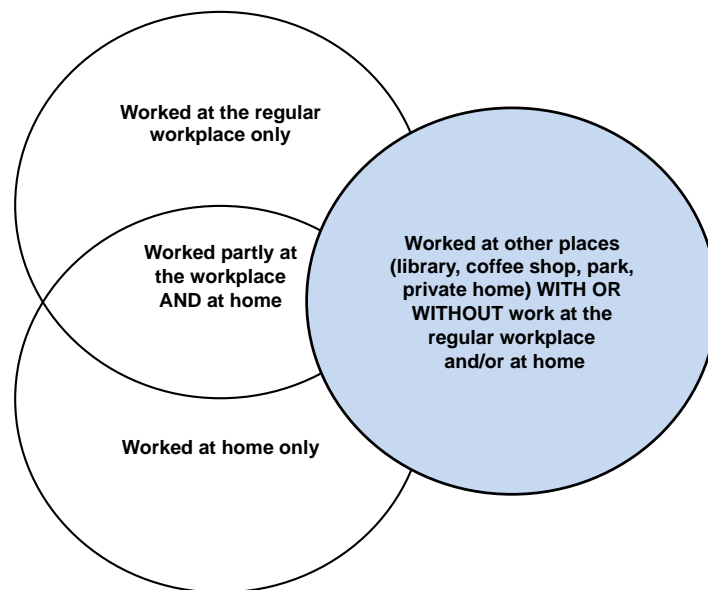 Worked at the regular
workplace only
Worked partly at
the workplace
AND at home
Worked at other places
(library, coffee shop, park,
private home) WITH OR
WITHOUT work at the
regular workplace
and/or at home
Worked at home only